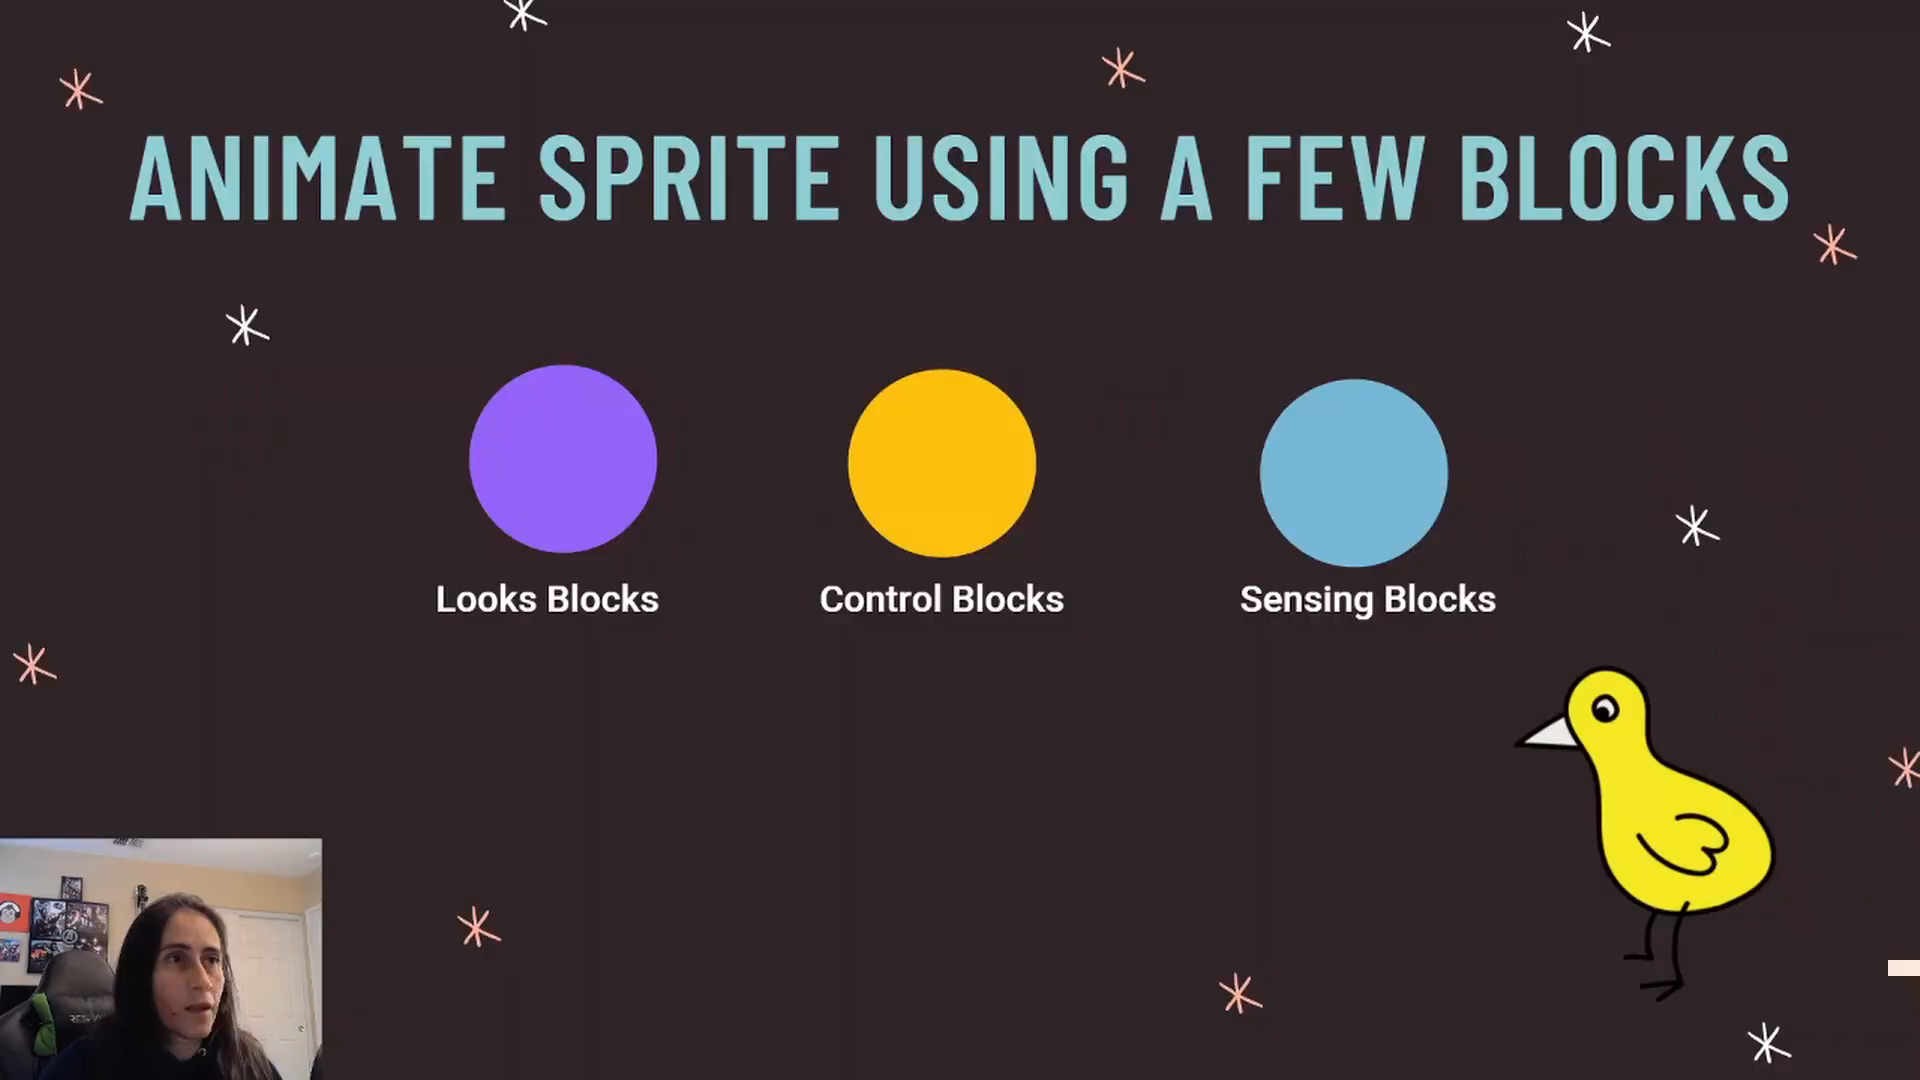 ANIMATE SPRITE USING A FEW BLOCKS
Looks Blocks
Control Blocks
Sensing Blocks